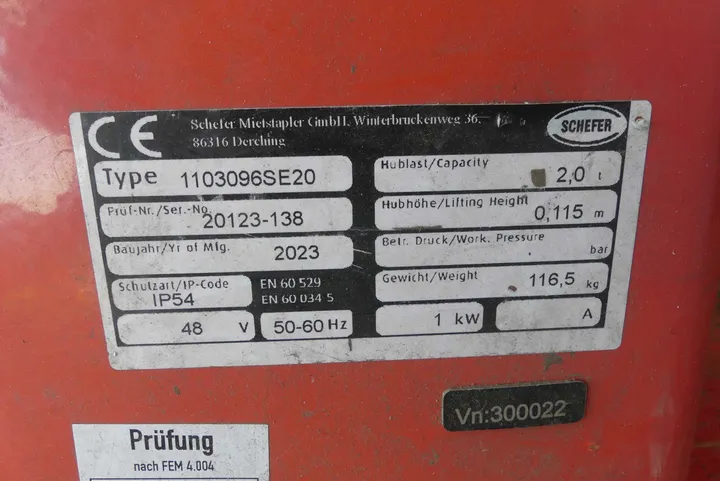 CE
Schefer Mietstapler GmbH. Winterbruckenweg 36.
86316 Derching
SCHEFER
Type 1103096SE20
Hublast/Capacity 2,0 t
Prüf-Nr./Ser.-No. 20123-138
Hubhöhe/Lifting Height 0,115 m
Baujahr/Yr of Mfg. 2023
Betr. Druck/Work. Pressure bar
Schutzart/IP-Code IP54
EN 60 529
EN 60 034 5
Gewicht/Weight 116,5 kg
48 V
50-60 Hz
1 kW
A
Vn:300022
Prüfung
nach FEM 4.004